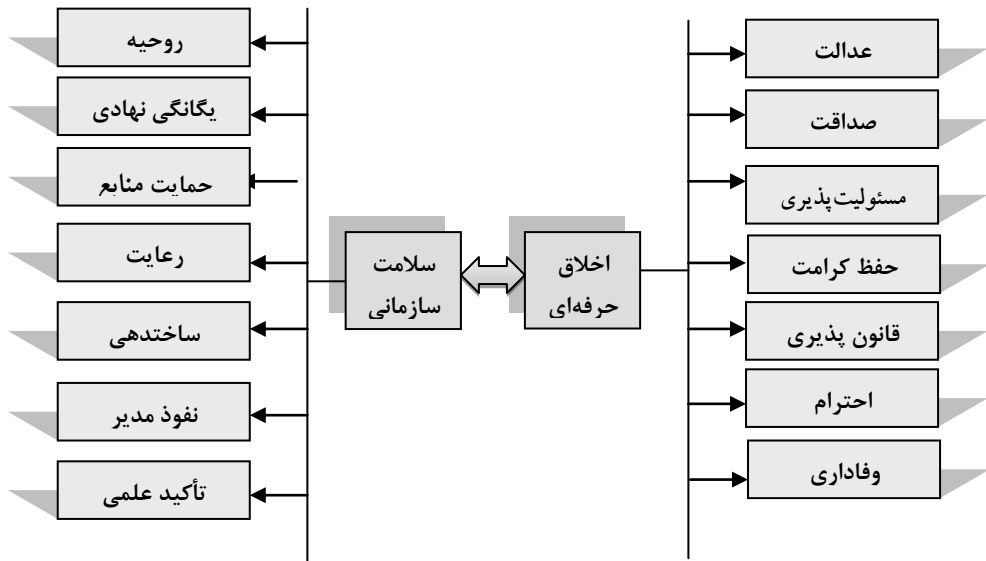 عدالت
صداقت
مسئولیت‌پذیری
حفظ کرامت
قانون پذیری
احترام
وفاداری
اخلاق
حرفه‌ای
سلامت
سازمانی
روحیه
یگانگی نهادی
حمایت منابع
رعایت
ساختدهی
نفوذ مدیر
تأکید علمی